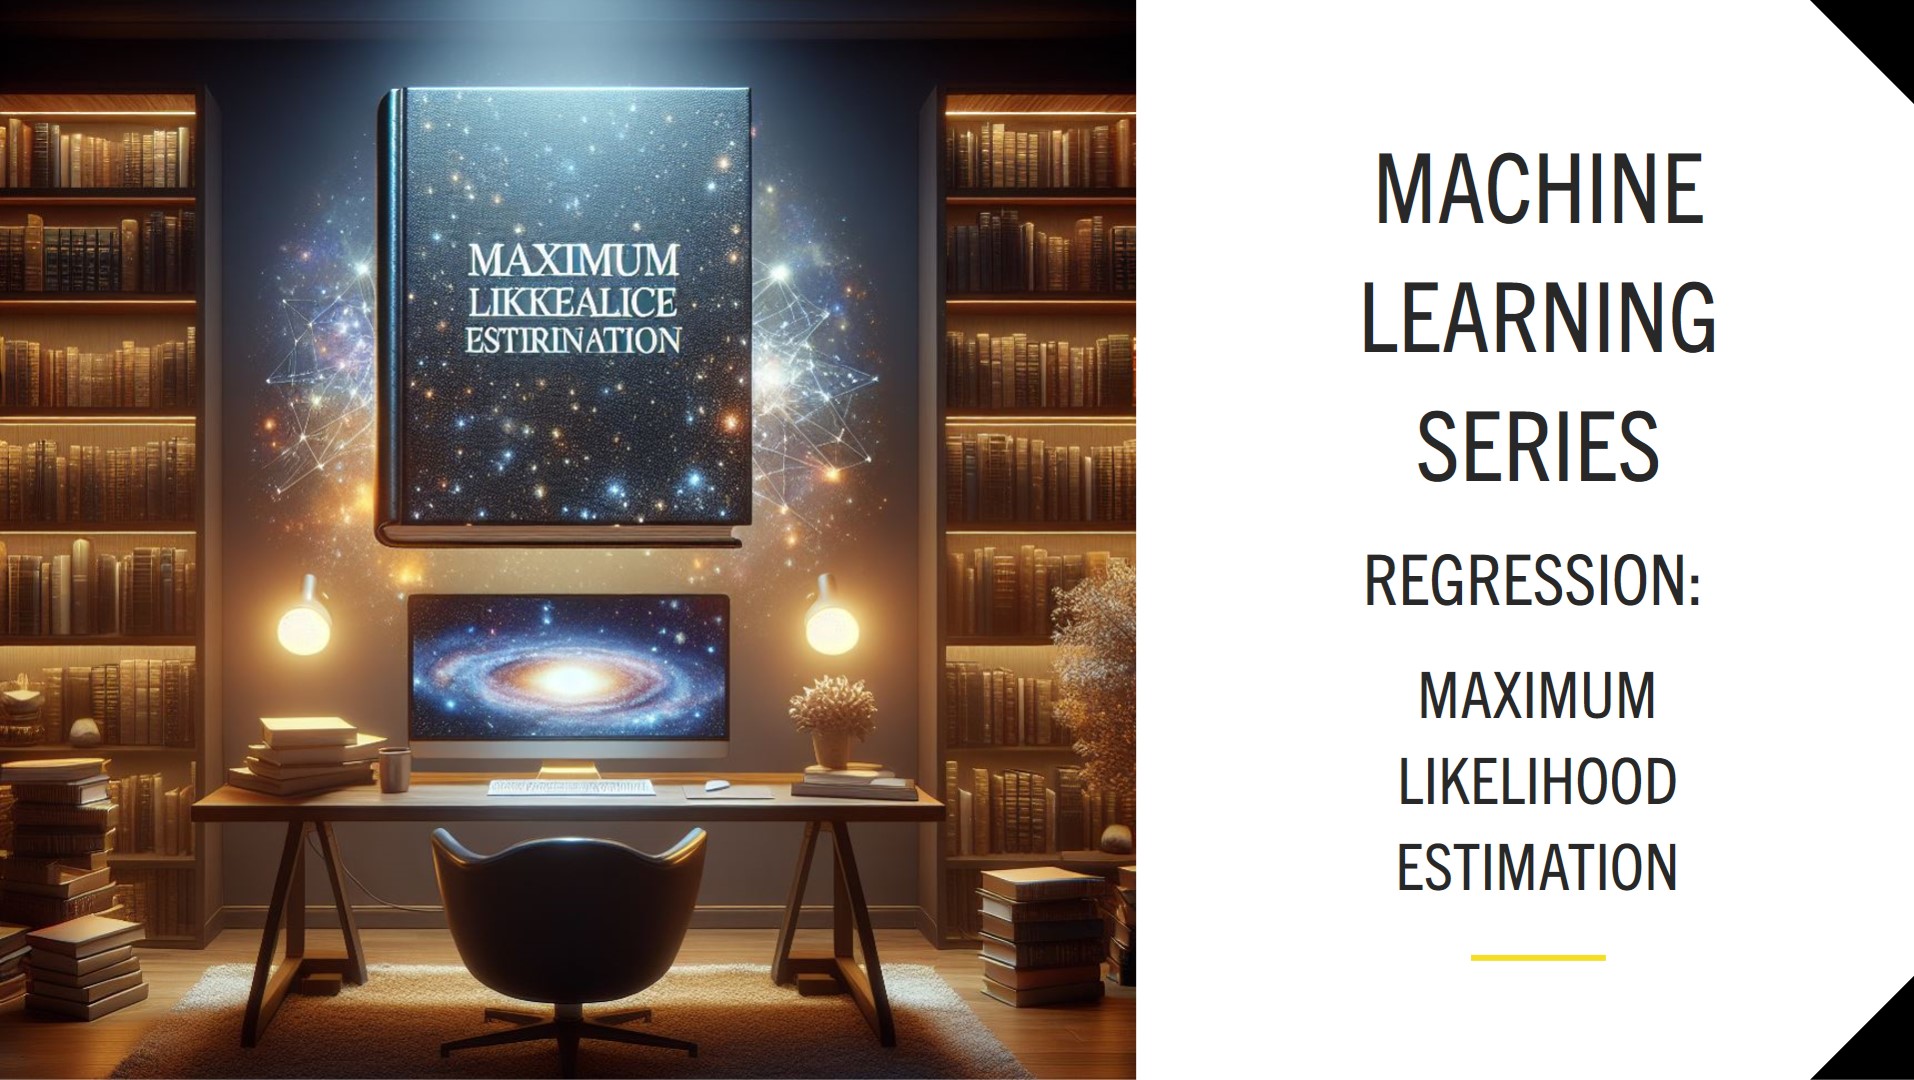 MAXIMUM
LIKKEALICE
ESTIRINATION
MACHINE
LEARNING
SERIES
REGRESSION:
MAXIMUM
LIKELIHOOD
ESTIMATION